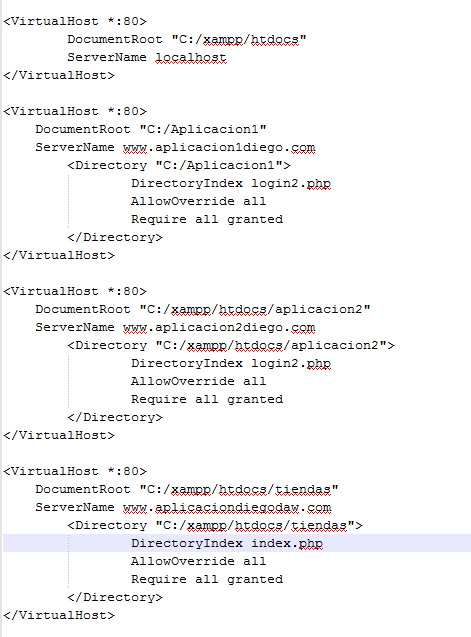 <VirtualHost *:80>
DocumentRoot "C:/xampp/htdocs"
ServerName localhost
</VirtualHost>
<VirtualHost *:80>
DocumentRoot "C:/Aplicacion1"
ServerName www.aplicacion1diego.com
<Directory "C:/Aplicacion1">
DirectoryIndex login2.php
AllowOverride all
Require all granted
</Directory>
</VirtualHost>
<VirtualHost *:80>
DocumentRoot "C:/xampp/htdocs/aplicacion2"
ServerName www.aplicacion2diego.com
<Directory "C:/xampp/htdocs/aplicacion2">
DirectoryIndex login2.php
AllowOverride all
Require all granted
</Directory>
</VirtualHost>
<VirtualHost *:80>
DocumentRoot "C:/xampp/htdocs/tiendas"
ServerName www.aplicaciondiegodaw.com
<Directory "C:/xampp/htdocs/tiendas">
DirectoryIndex index.php
AllowOverride all
Require all granted
</Directory>
</VirtualHost>